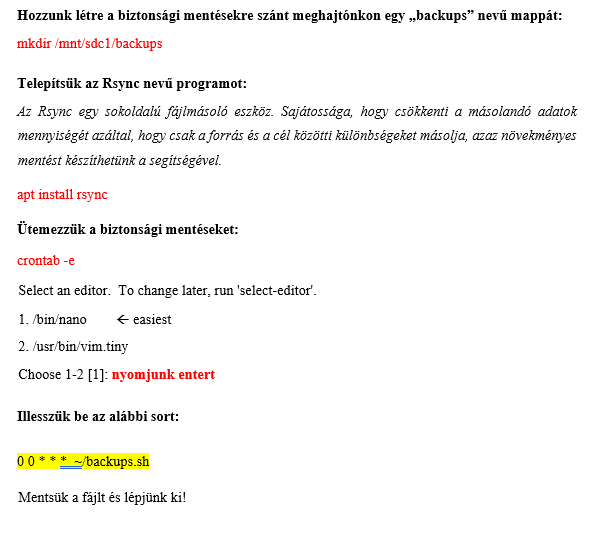 Hozzunk létre a biztonsági mentésekre szánt meghajtónkon egy „backups” nevű mappát:
mkdir /mnt/sdc1/backups
Telepítsük az Rsync nevű programot:
Az Rsync egy sokoldalú fájlmásoló eszköz. Sajátossága, hogy csökkenti a másolandó adatok
mennyiségét azáltal, hogy csak a forrás és a cél közötti különbségeket másolja, azaz növekményes
mentést készíthetünk a segítségével.
apt install rsync
Ütemezzük a biztonsági mentéseket:
crontab -e
Select an editor.  To change later, run 'select-editor'.
1. /bin/nano        ← easiest
2. /usr/bin/vim.tiny
Choose 1-2 [1]: nyomjunk entert
Illesszük be az alábbi sort:
0 0 * * *  ~/backups.sh
Mentsük a fájlt és lépjünk ki!